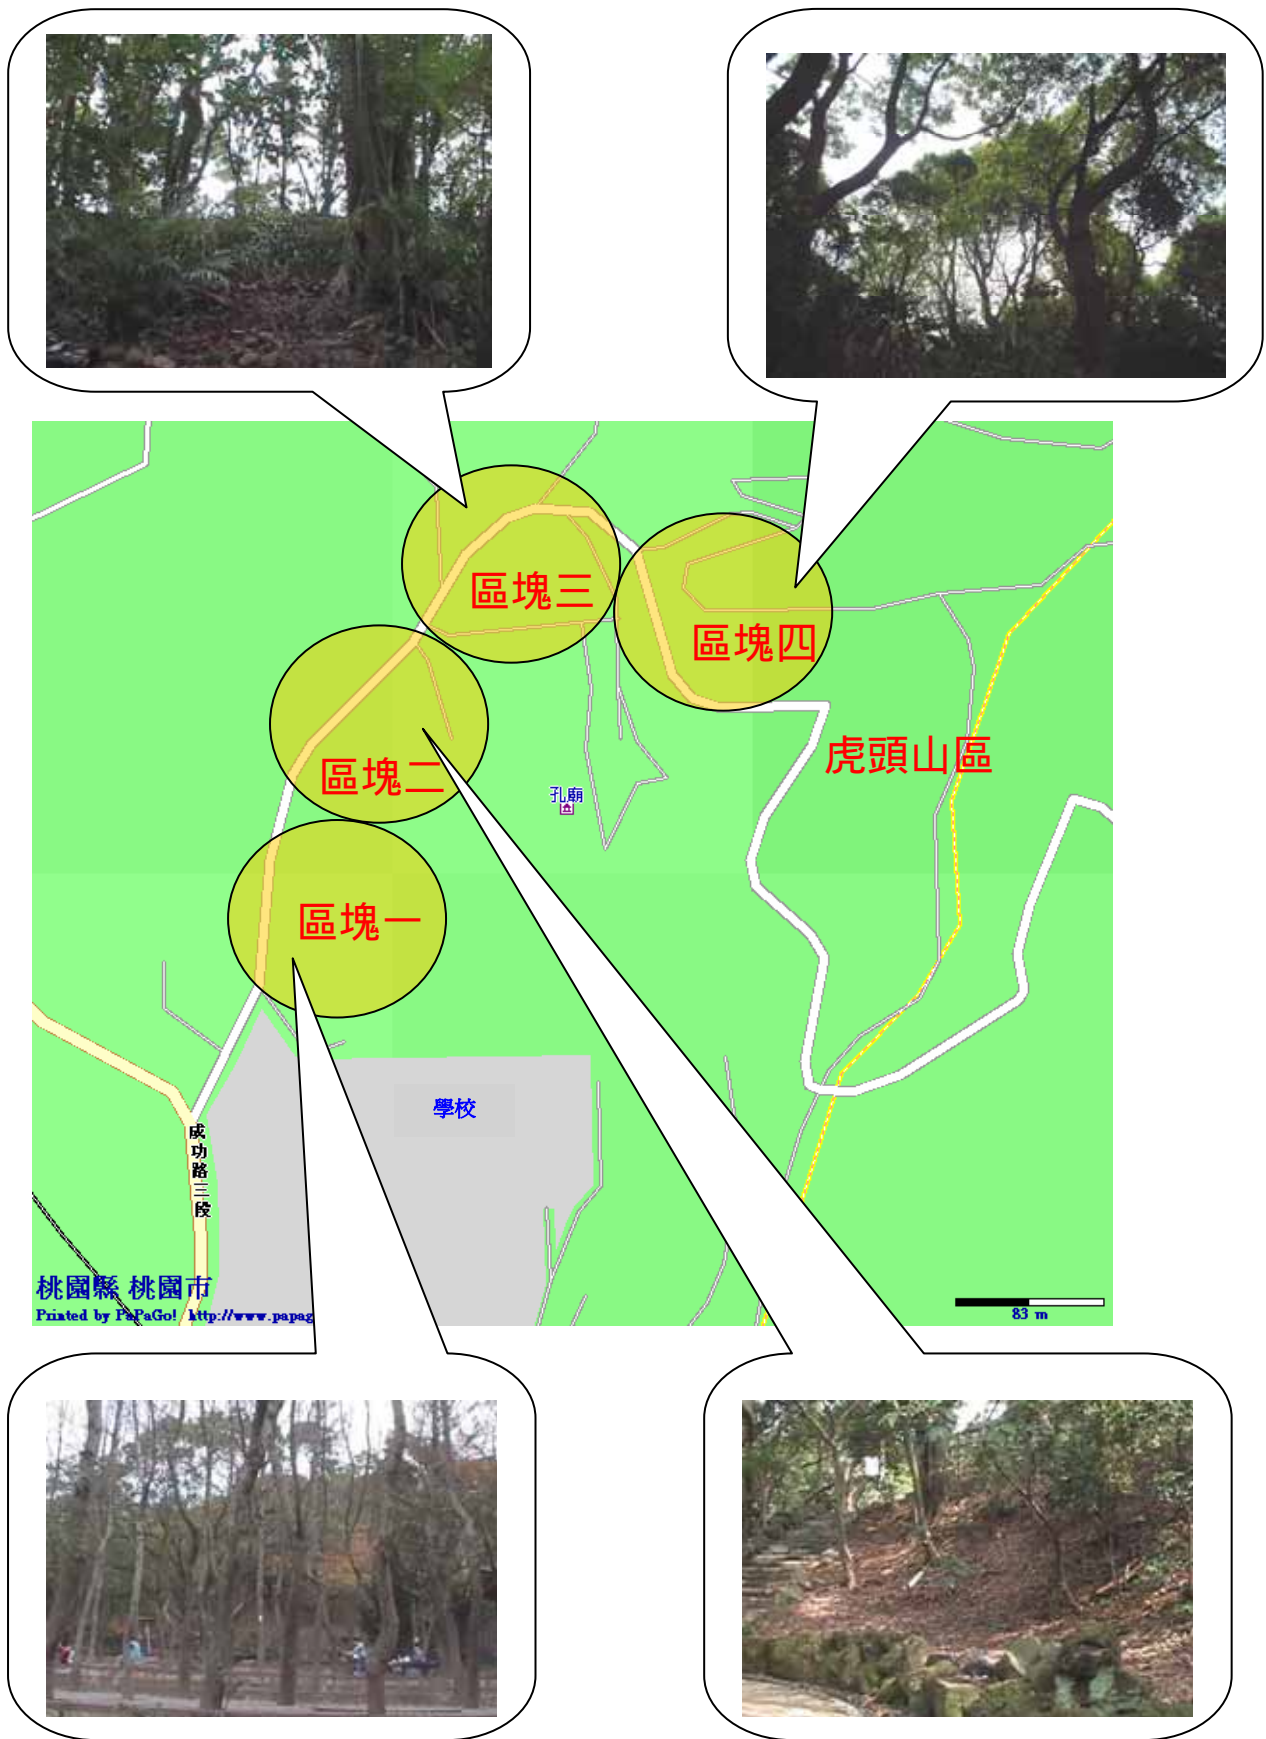 區塊三
區塊四
虎頭山區
區塊二
孔廟
區塊一
學校
成功路三段
桃園縣 桃園市
Printed by PaPaGo! http://www.papag
83 m